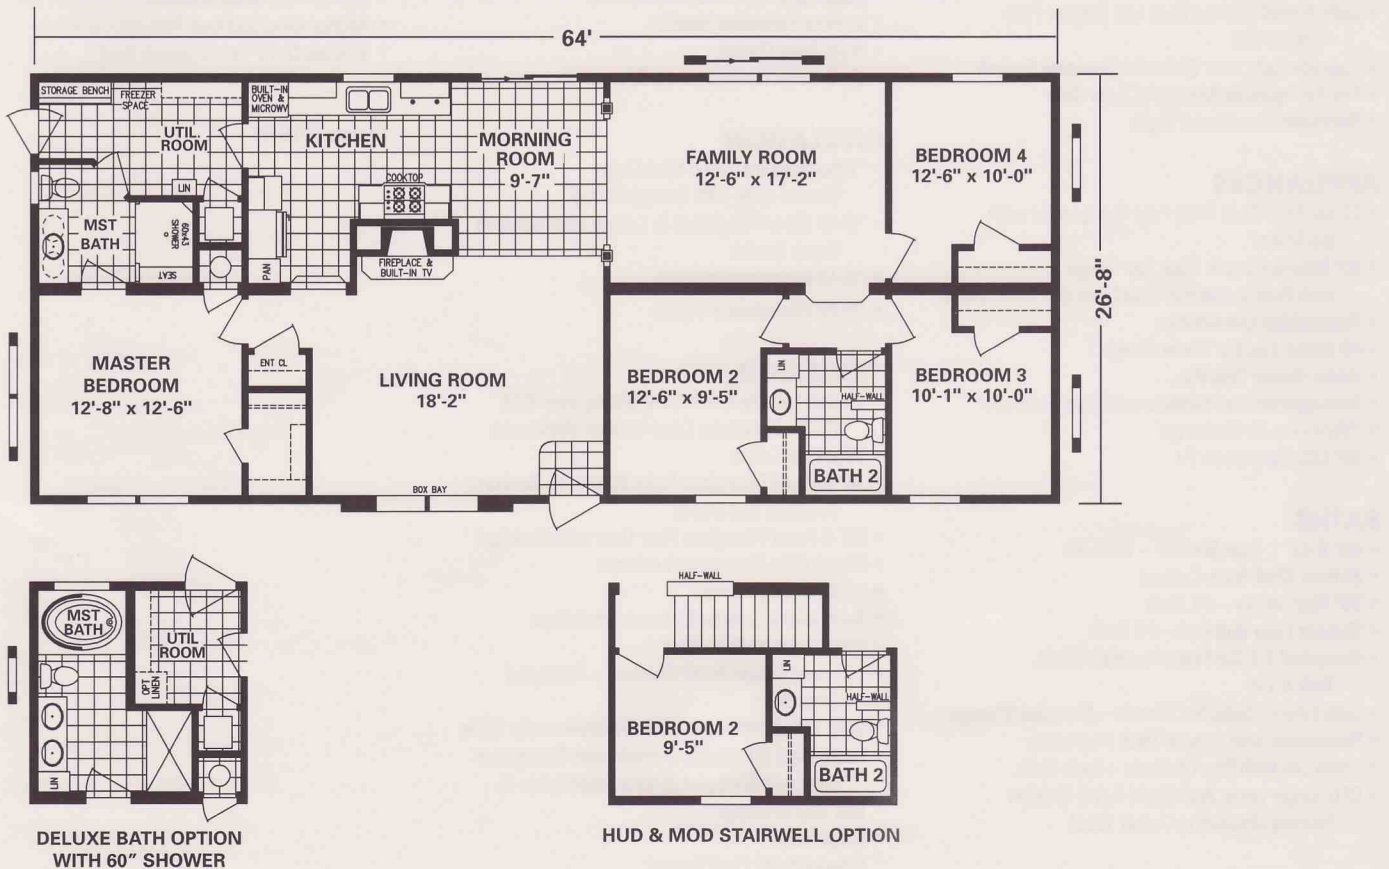 64'
STORAGE BENCH
FREEZER
SPACE
BUILT-IN
OVEN &
MICROWV
UTIL
ROOM
KITCHEN
MORNING
ROOM
9'-7"
FAMILY ROOM
12'-6" x 17'-2"
BEDROOM 4
12'-6" x 10'-0"
COOKTOP
LIN
MST
BATH
60x43
SHOWER
SEAT
PAN
FIREPLACE &
BUILT-IN TV
26'-8"
MASTER
BEDROOM
12'-8" x 12'-6"
ENT CL
LIVING ROOM
18'-2"
BEDROOM 2
12'-6" x 9'-5"
LIN
HALF-WALL
BEDROOM 3
10'-1" x 10'-0"
BATH 2
BOX BAY
MST
BATH
UTIL
ROOM
OPT
LINEN
LIN
DELUXE BATH OPTION
WITH 60" SHOWER
HALF-WALL
LIN
HALF-WALL
BEDROOM 2
9'-5"
BATH 2
HUD & MOD STAIRWELL OPTION